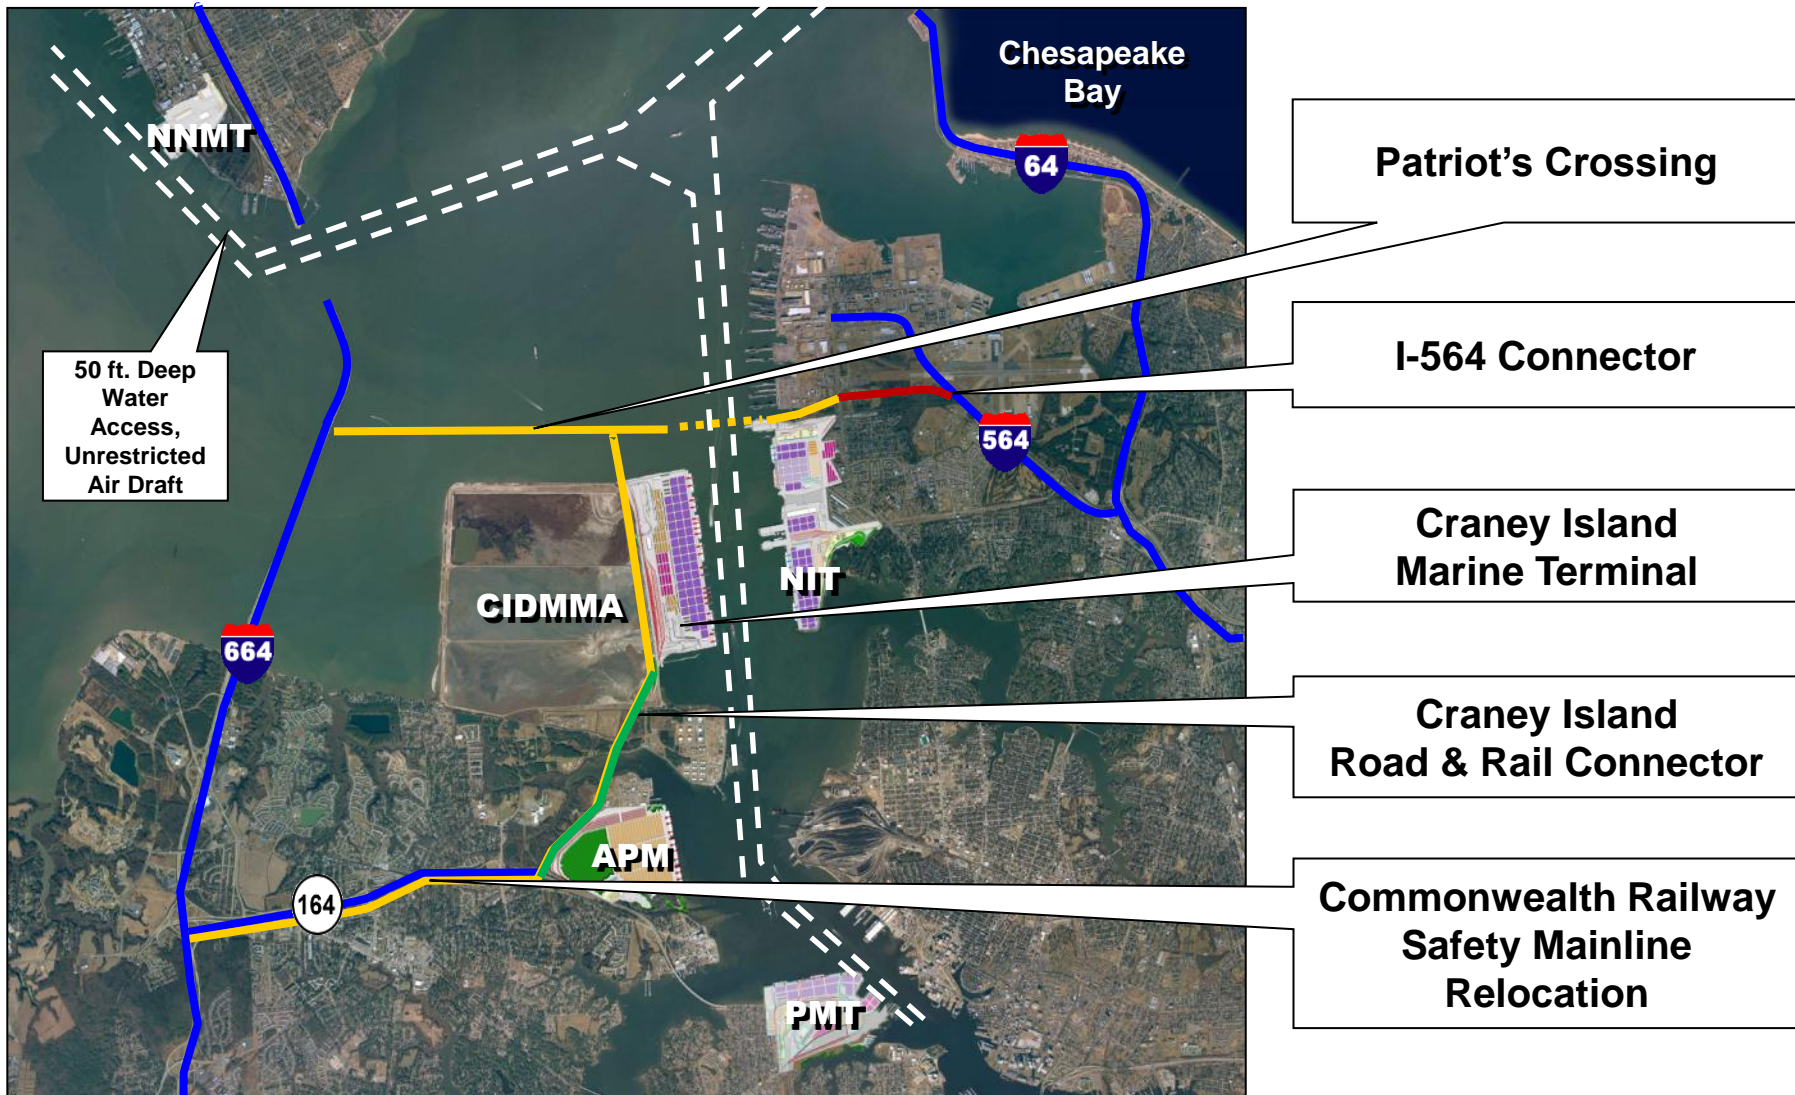 Chesapeake
Bay
NNMT
64
Patriot's Crossing
50 ft. Deep
Water
Access,
Unrestricted
Air Draft
I-564 Connector
564
Craney Island
Marine Terminal
NIT
CIDMMA
664
Craney Island
Road & Rail Connector
APM
164
Commonwealth Railway
Safety Mainline
Relocation
PMT